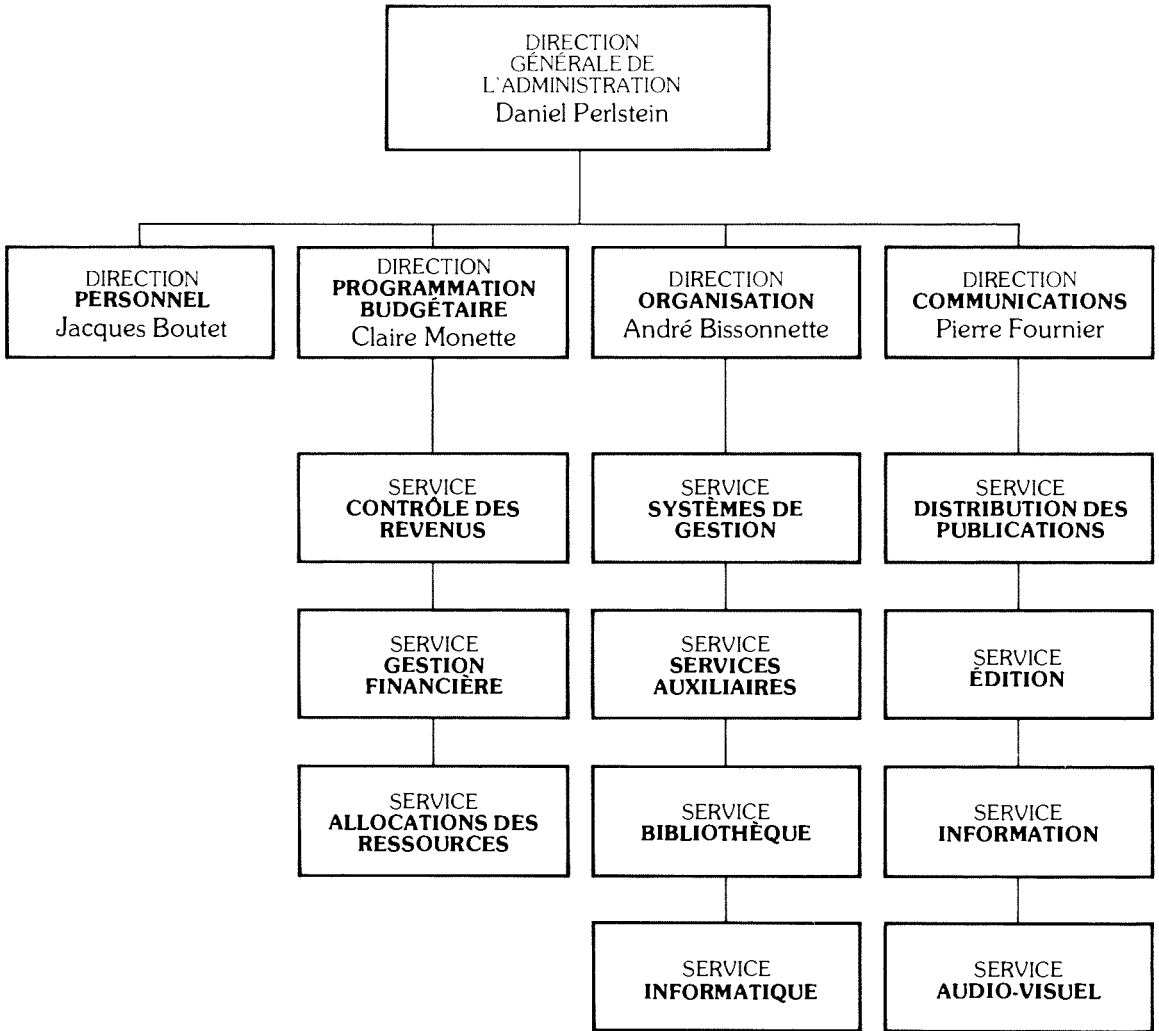 DIRECTION
GÉNÉRALE DE
L'ADMINISTRATION
Daniel Perlstein
DIRECTION
PERSONNEL
Jacques Boutet
DIRECTION
PROGRAMMATION
BUDGÉTAIRE
Claire Monette
DIRECTION
ORGANISATION
André Bissonnette
DIRECTION
COMMUNICATIONS
Pierre Fournier
SERVICE
CONTRÔLE DES
REVENUS
SERVICE
SYSTÈMES DE
GESTION
SERVICE
DISTRIBUTION DES
PUBLICATIONS
SERVICE
GESTION
FINANCIÈRE
SERVICE
SERVICES
AUXILIAIRES
SERVICE
ÉDITION
SERVICE
ALLOCATIONS DES
RESSOURCES
SERVICE
BIBLIOTHÈQUE
SERVICE
INFORMATION
SERVICE
INFORMATIQUE
SERVICE
AUDIO-VISUEL